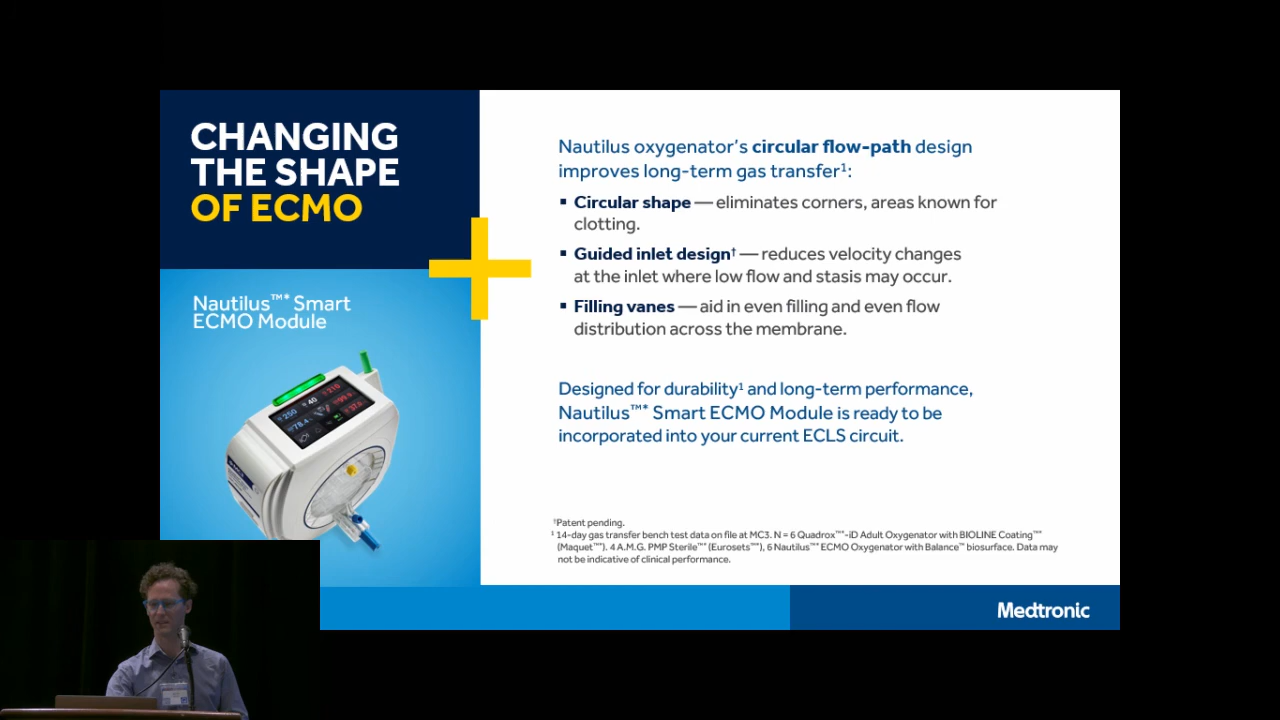 CHANGING
THE SHAPE
OF ECMO
Nautilus™* Smart
ECMO Module
Nautilus oxygenator's circular flow-path design
improves long-term gas transfer¹:
▪ Circular shape — eliminates corners, areas known for
clotting.
▪ Guided inlet design† — reduces velocity changes
at the inlet where low flow and stasis may occur.
▪ Filling vanes — aid in even filling and even flow
distribution across the membrane.
Designed for durability¹ and long-term performance,
Nautilus™* Smart ECMO Module is ready to be
incorporated into your current ECLS circuit.
†Patent pending.
¹ 14-day gas transfer bench test data on file at MC3. N = 6 Quadrox™*-iD Adult Oxygenator with BIOLINE Coating™*
(Maquet™*). 4 A.M.G. PMP Sterile™* (Eurosets™*), 6 Nautilus™* ECMO Oxygenator with Balance™ biosurface. Data may
not be indicative of clinical performance.
Medtronic